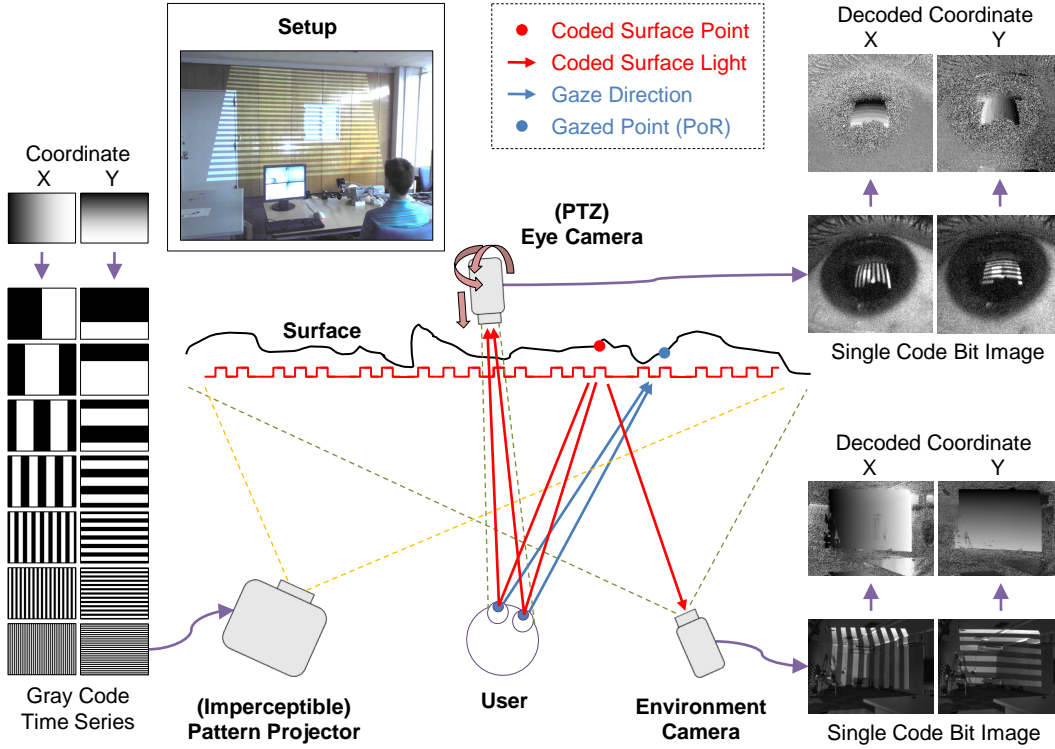 Setup
Coded Surface Point
Coded Surface Light
Gaze Direction
Gazed Point (PoR)
Decoded Coordinate
X Y
Coordinate
X Y
(PTZ)
Eye Camera
Surface
Single Code Bit Image
Decoded Coordinate
X Y
Gray Code
Time Series
(Imperceptible)
Pattern Projector
User
Environment
Camera
Single Code Bit Image